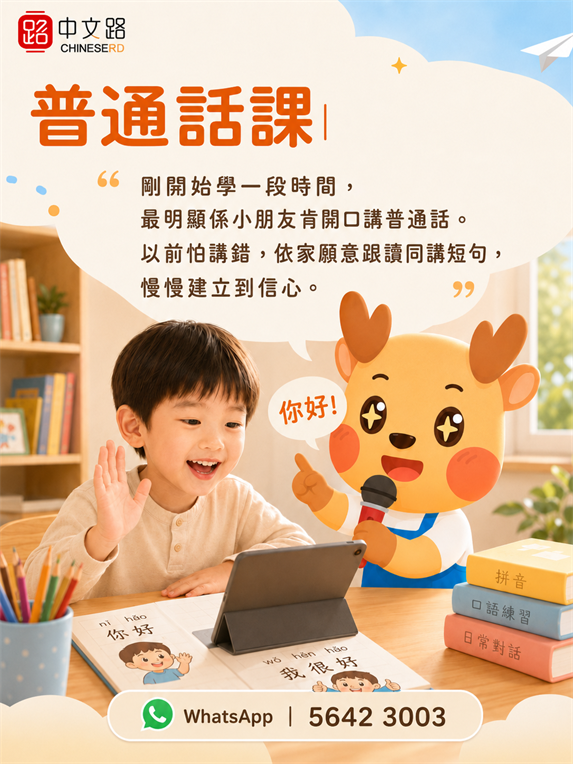 路 中文路
CHINESERD
普通話課
“
剛開始學一段時間，
最明顯係小朋友肯開口講普通話。
以前怕講錯，依家願意跟讀同講短句，
慢慢建立到信心。
”
你好！
拼音
口語練習
日常對話
nǐ hǎo
你好
wǒ hěn hǎo
我很好
WhatsApp | 5642 3003